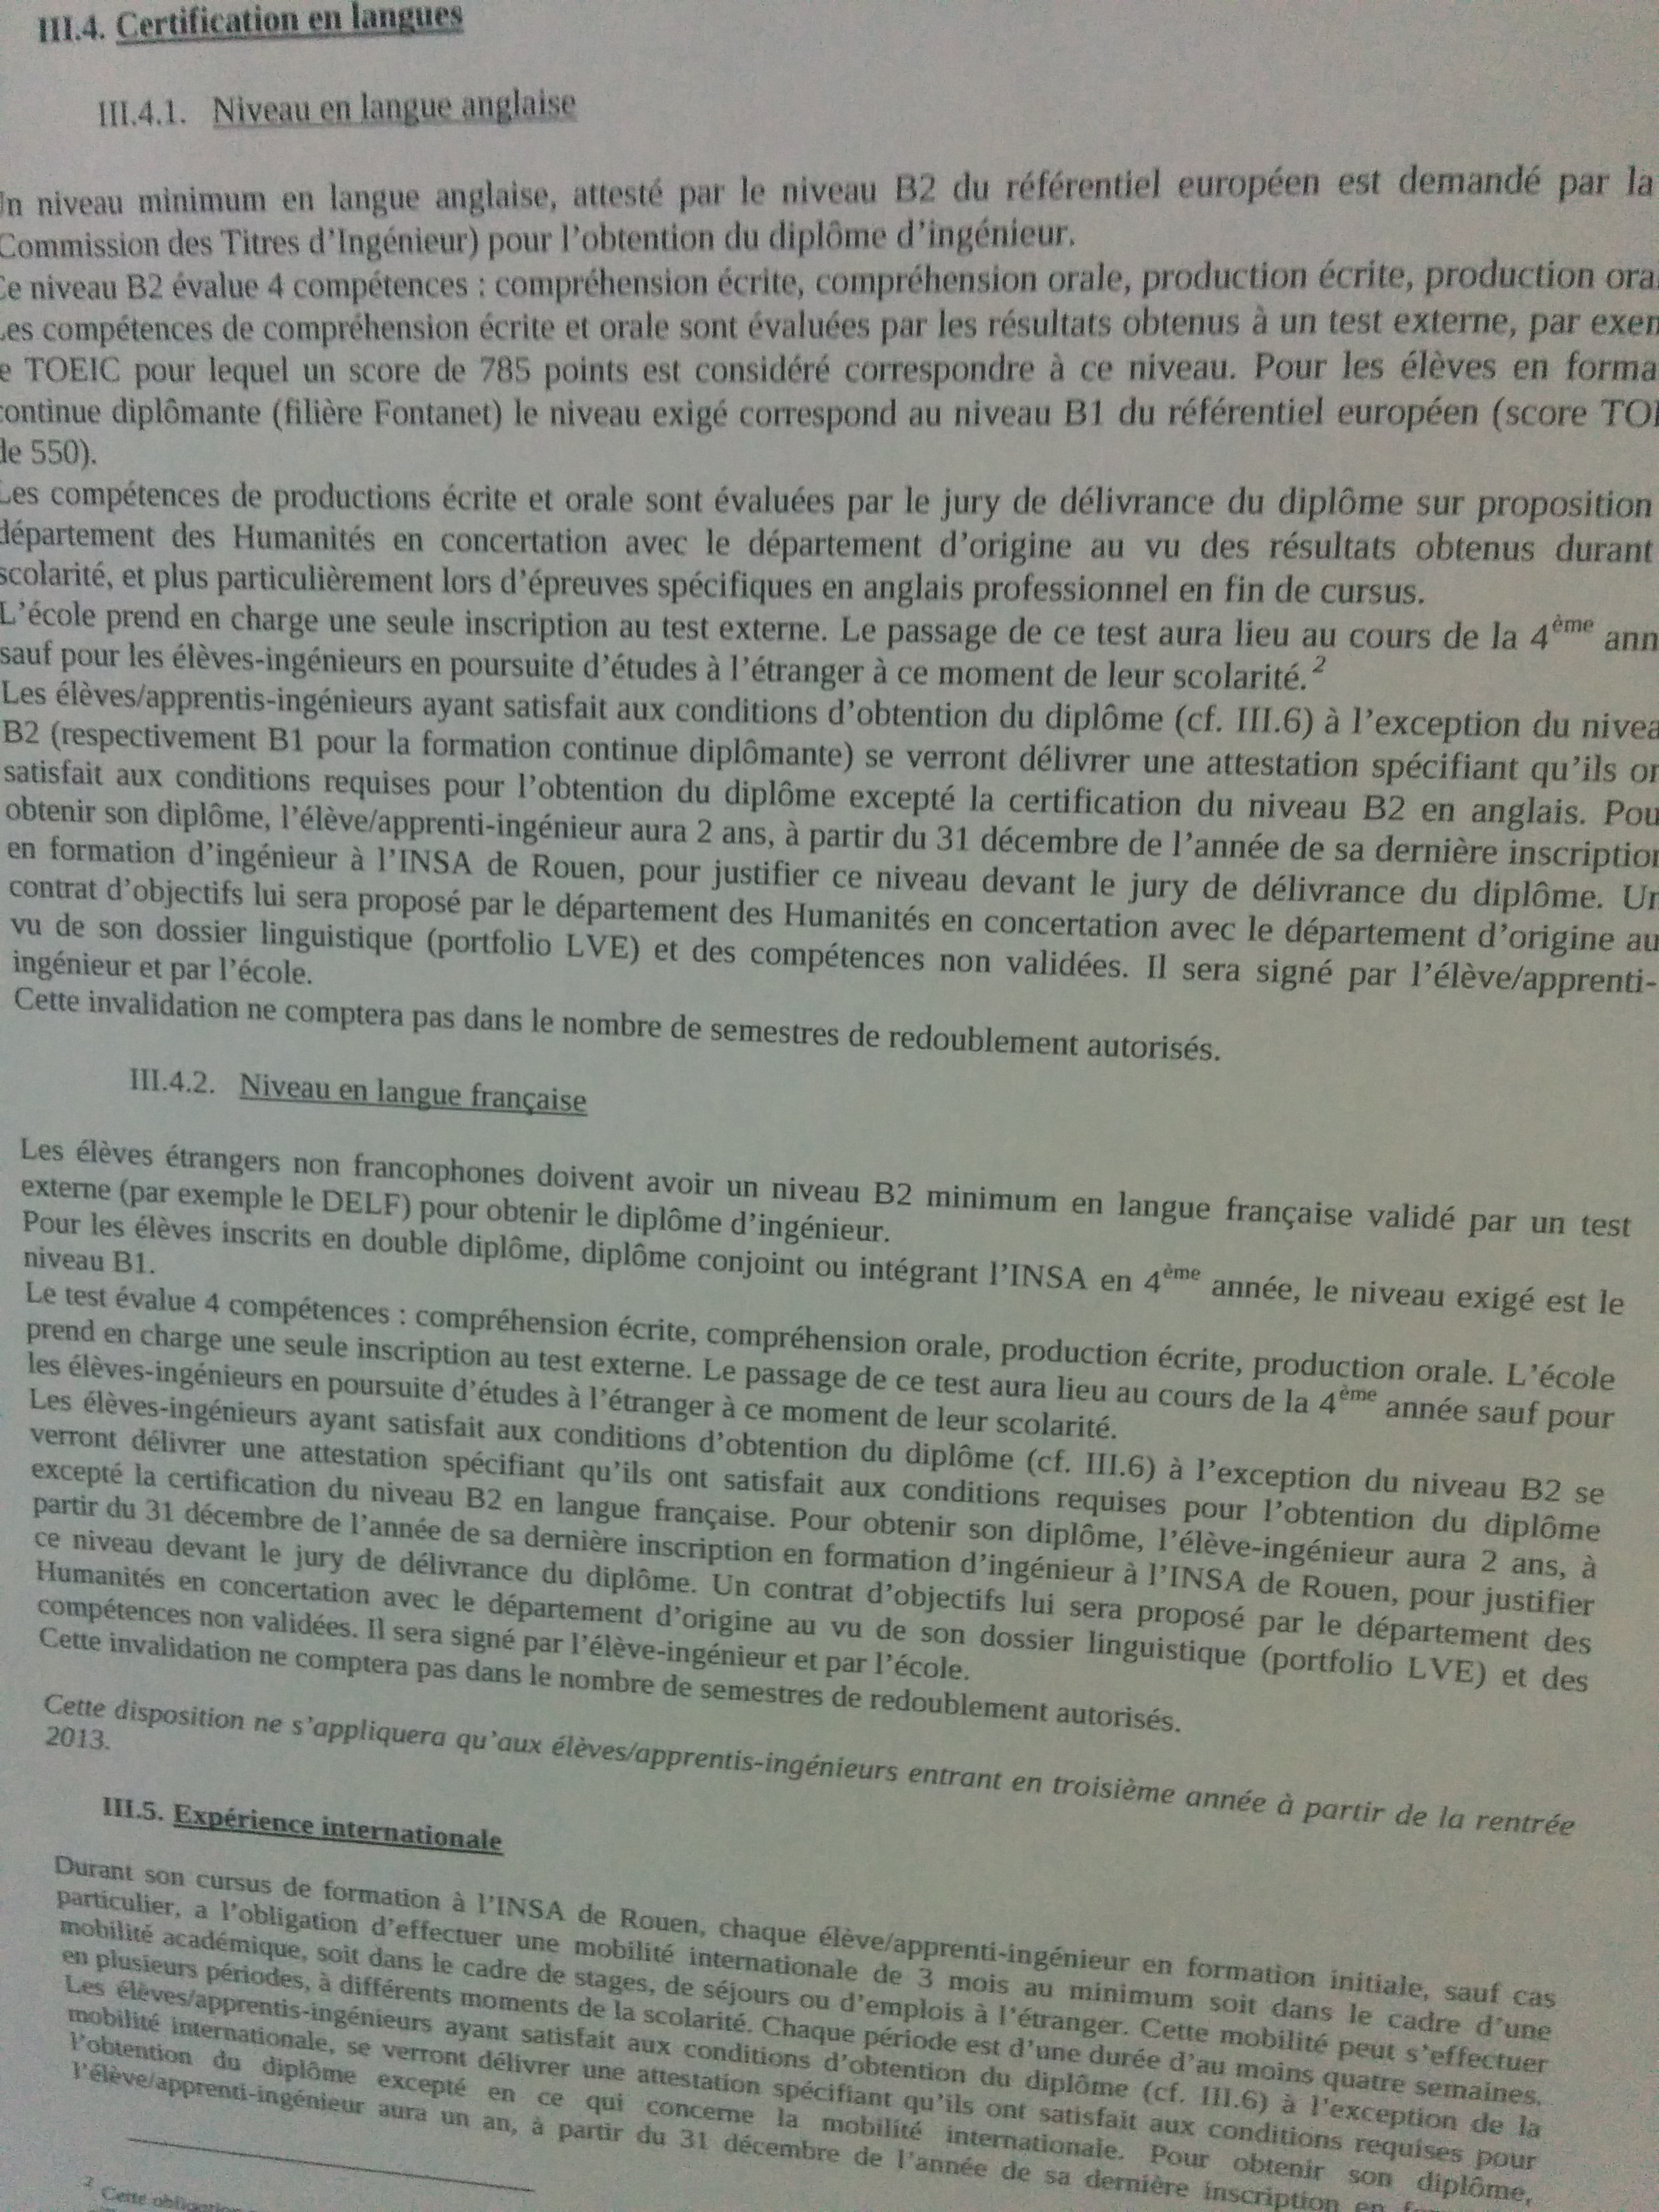 III.4. Certification en langues
III.4.1. Niveau en langue anglaise
Un niveau minimum en langue anglaise, attesté par le niveau B2 du référentiel européen est demandé par la
Commission des Titres d'Ingénieur) pour l'obtention du diplôme d'ingénieur.
Ce niveau B2 évalue 4 compétences : compréhension écrite, compréhension orale, production écrite, production ora
Les compétences de compréhension écrite et orale sont évaluées par les résultats obtenus à un test externe, par exem
e TOEIC pour lequel un score de 785 points est considéré correspondre à ce niveau. Pour les élèves en forma
continue diplômante (filière Fontanet) le niveau exigé correspond au niveau B1 du référentiel européen (score TOE
de 550).
Les compétences de productions écrite et orale sont évaluées par le jury de délivrance du diplôme sur proposition
département des Humanités en concertation avec le département d'origine au vu des résultats obtenus durant
scolarité, et plus particulièrement lors d'épreuves spécifiques en anglais professionnel en fin de cursus.
L'école prend en charge une seule inscription au test externe. Le passage de ce test aura lieu au cours de la 4ème ann
sauf pour les élèves-ingénieurs en poursuite d'études à l'étranger à ce moment de leur scolarité.2
Les élèves/apprentis-ingénieurs ayant satisfait aux conditions d'obtention du diplôme (cf. III.6) à l'exception du nivea
B2 (respectivement B1 pour la formation continue diplômante) se verront délivrer une attestation spécifiant qu'ils on
satisfait aux conditions requises pour l'obtention du diplôme excepté la certification du niveau B2 en anglais. Pou
obtenir son diplôme, l'élève/apprenti-ingénieur aura 2 ans, à partir du 31 décembre de l'année de sa dernière inscription
en formation d'ingénieur à l'INSA de Rouen, pour justifier ce niveau devant le jury de délivrance du diplôme. Un
contrat d'objectifs lui sera proposé par le département des Humanités en concertation avec le département d'origine au
vu de son dossier linguistique (portfolio LVE) et des compétences non validées. Il sera signé par l'élève/apprenti-
ingénieur et par l'école.
Cette invalidation ne comptera pas dans le nombre de semestres de redoublement autorisés.
III.4.2. Niveau en langue française
Les élèves étrangers non francophones doivent avoir un niveau B2 minimum en langue française validé par un test
externe (par exemple le DELF) pour obtenir le diplôme d'ingénieur.
Pour les élèves inscrits en double diplôme, diplôme conjoint ou intégrant l'INSA en 4ème année, le niveau exigé est le
niveau B1.
Le test évalue 4 compétences : compréhension écrite, compréhension orale, production écrite, production orale. L'école
prend en charge une seule inscription au test externe. Le passage de ce test aura lieu au cours de la 4ème année sauf pour
les élèves-ingénieurs en poursuite d'études à l'étranger à ce moment de leur scolarité.
Les élèves-ingénieurs ayant satisfait aux conditions d'obtention du diplôme (cf. III.6) à l'exception du niveau B2 se
verront délivrer une attestation spécifiant qu'ils ont satisfait aux conditions requises pour l'obtention du diplôme
excepté la certification du niveau B2 en langue française. Pour obtenir son diplôme, l'élève-ingénieur aura 2 ans, à
partir du 31 décembre de l'année de sa dernière inscription en formation d'ingénieur à l'INSA de Rouen, pour justifier
ce niveau devant le jury de délivrance du diplôme. Un contrat d'objectifs lui sera proposé par le département des
Humanités en concertation avec le département d'origine au vu de son dossier linguistique (portfolio LVE) et des
compétences non validées. Il sera signé par l'élève-ingénieur et par l'école.
Cette invalidation ne comptera pas dans le nombre de semestres de redoublement autorisés.
Cette disposition ne s'appliquera qu'aux élèves/apprentis-ingénieurs entrant en troisième année à partir de la rentrée
2013.
III.5. Expérience internationale
Durant son cursus de formation à l'INSA de Rouen, chaque élève/apprenti-ingénieur en formation initiale, sauf cas
particulier, a l'obligation d'effectuer une mobilité internationale de 3 mois au minimum soit dans le cadre d'une
mobilité académique, soit dans le cadre de stages, de séjours ou d'emplois à l'étranger. Cette mobilité peut s'effectuer
en plusieurs périodes, à différents moments de la scolarité. Chaque période est d'une durée d'au moins quatre semaines.
Les élèves/apprentis-ingénieurs ayant satisfait aux conditions d'obtention du diplôme (cf. III.6) à l'exception de la
mobilité internationale, se verront délivrer une attestation spécifiant qu'ils ont satisfait aux conditions requises pour
l'obtention du diplôme excepté en ce qui concerne la mobilité internationale. Pour obtenir son diplôme,
l'élève/apprenti-ingénieur aura un an, à partir du 31 décembre de l'année de sa dernière inscription en
2 Cette obligation